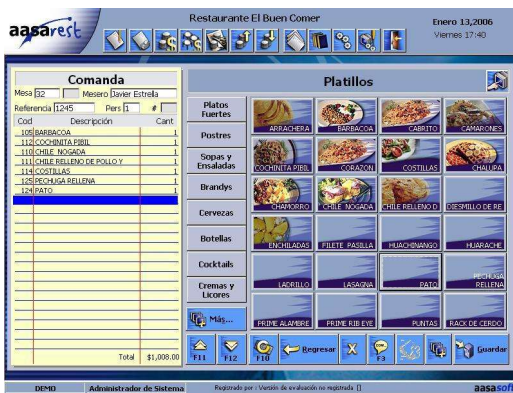 aasarest
Restaurante El Buen Comer
Enero 13,2006
Viernes 17:40
Comanda
Mesa 32 Mesero Javier Estrella
Referencia 1245 Pers 1 #
Cod Descripción Cant
105 BARBACOA 1
112 COCHINITA PIBIL 1
110 CHILE NOGADA 1
111 CHILE RELLENO DE POLLO Y 1
114 COSTILLAS 1
125 PECHUGA RELLENA 1
124 PATO 1
Total $1,008.00
Platos Fuertes
Postres
Sopas y Ensaladas
Brandys
Cervezas
Botellas
Cocktails
Cremas y Licores
Más...
Platillos
ARRACHERA BARBACOA CABRITO CAMARONES
COCHINITA PIBIL CORAZON COSTILLAS CHALUPA
CHAMORRO CHILE NOGADA CHILE RELLENO D DIESMILLO DE RE
ENCHILADAS FILETE PASILLA HUACHINANGO HUARACHE
LADRILLO LASAGNA PATO PECHUGA RELLENA
PRIME ALAMBRE PRIME RIB EYE PUNTAS RACK DE CERDO
F11 F12 F10 Regresar X F3 Guardar
DEMO Administrador de Sistema Registrado por : Versión de evaluación no registrada [] aasasoft